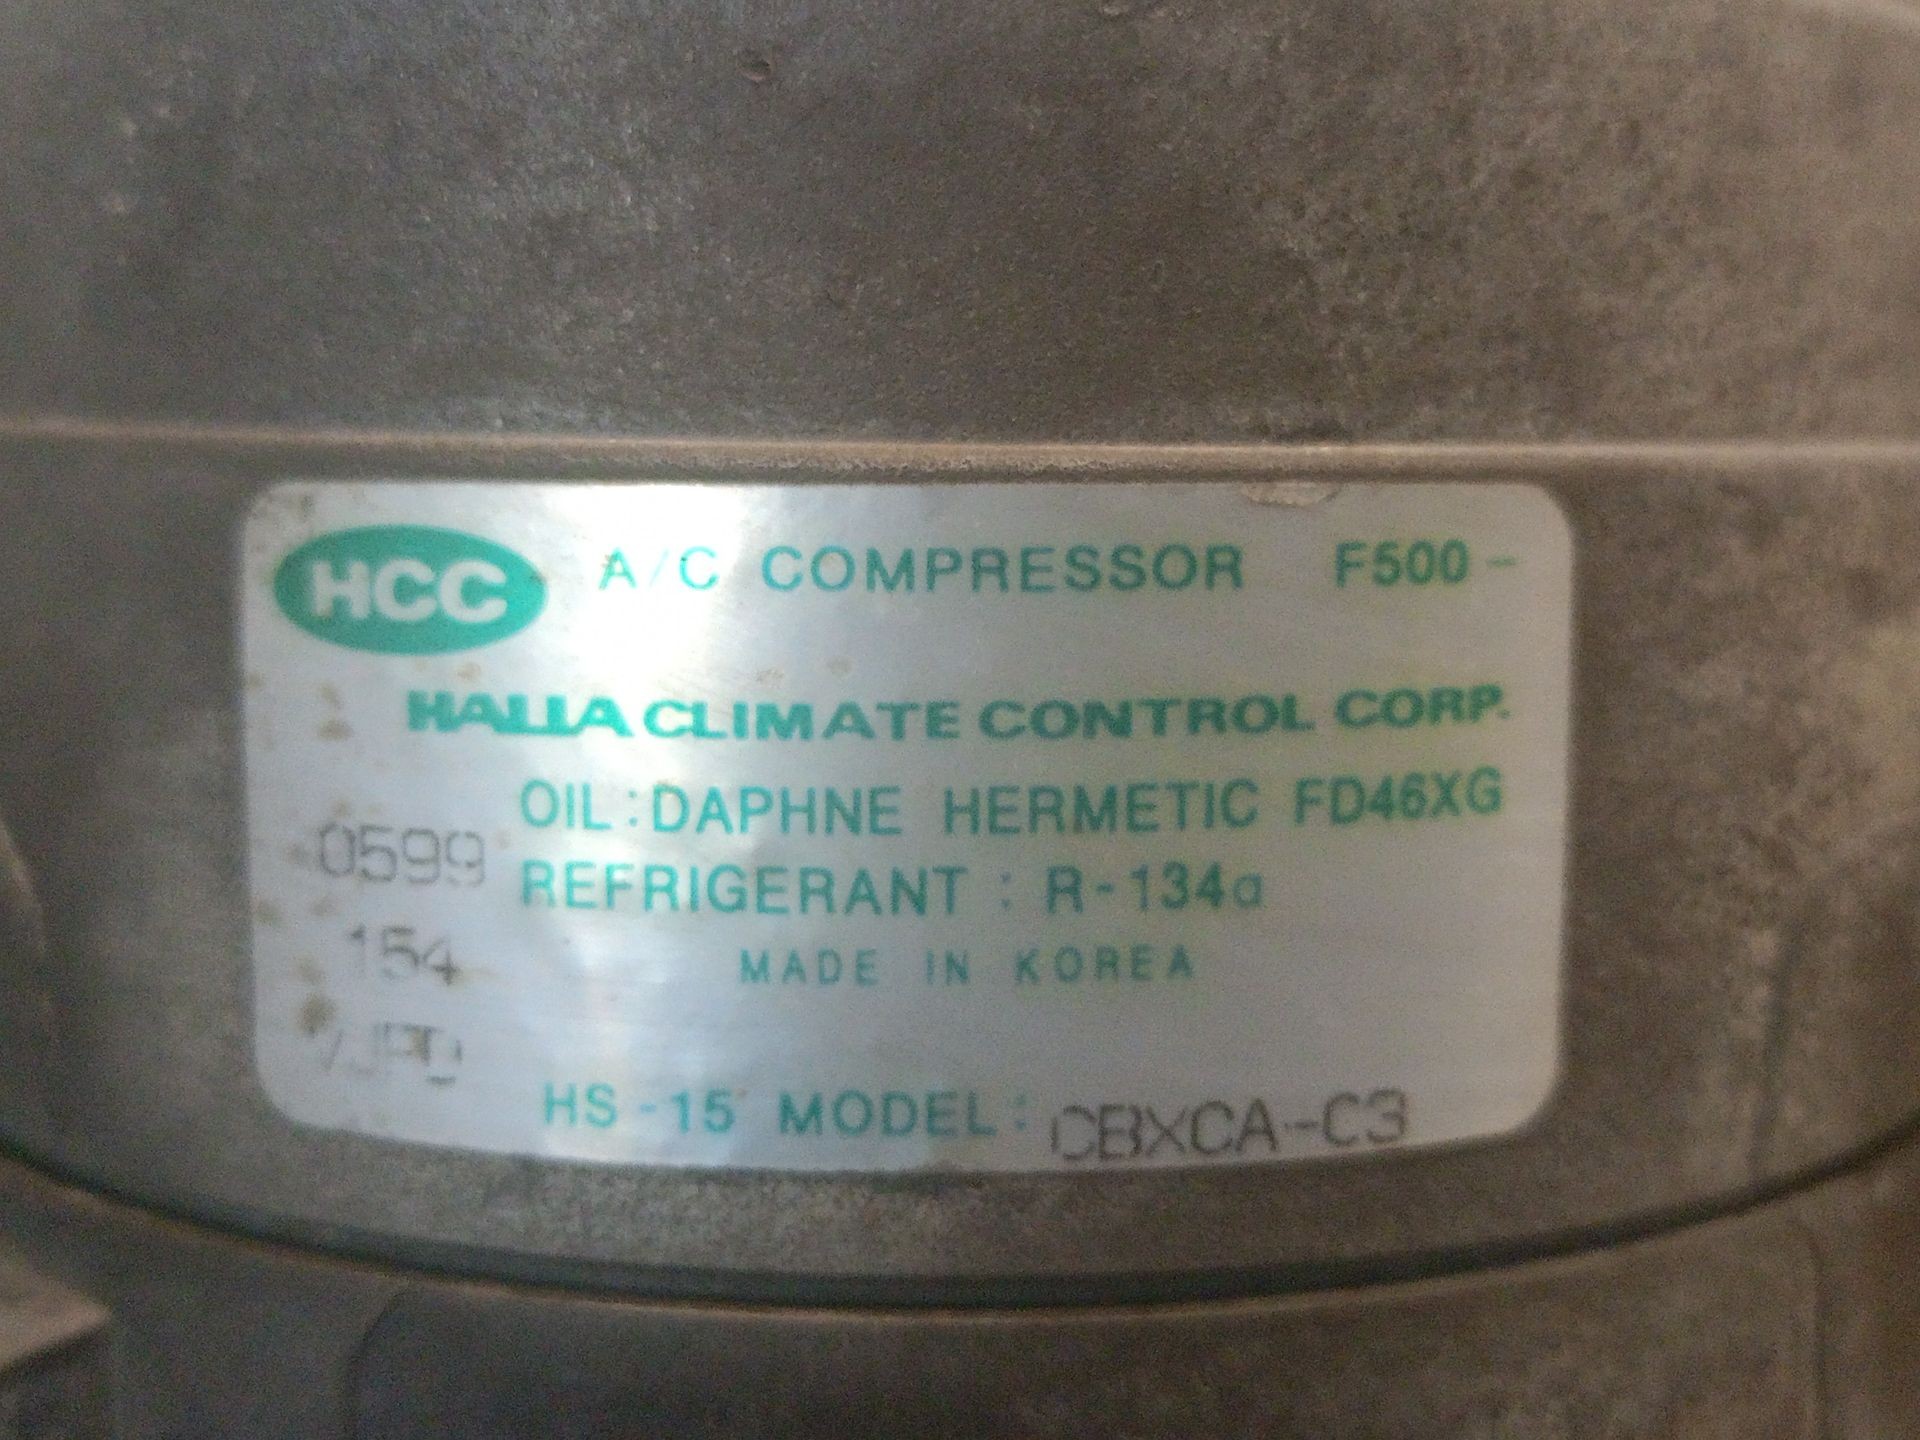 HCC A/C COMPRESSOR F500-
HALLA CLIMATE CONTROL CORP.
OIL:DAPHNE HERMETIC FD46XG
0599
REFRIGERANT : R-134a
154
MADE IN KOREA
HS-15 MODEL: CBXCA-C3